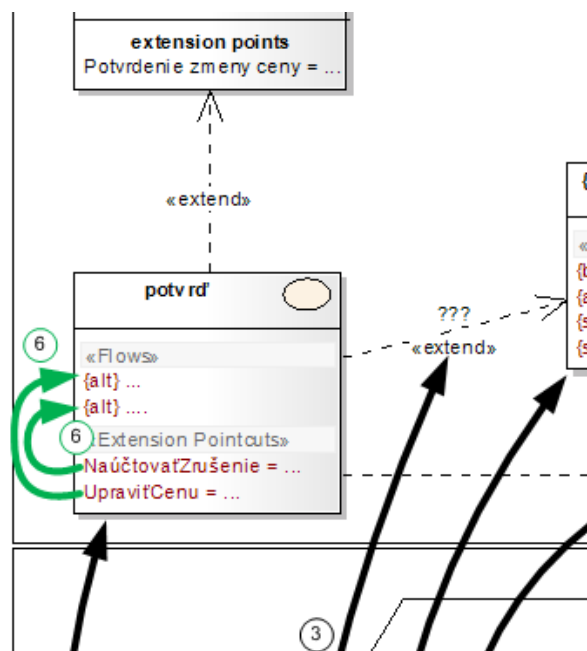 extension points
Potvrdenie zmeny ceny = ...
«extend»
potvrď
???
«extend»
6
«Flows»
{alt} ...
{alt} ....
6
«Extension Pointcuts»
NaúčtovaťZrušenie = ...
UpraviťCenu = ...
{
«
{b
{a
{s
{s
3